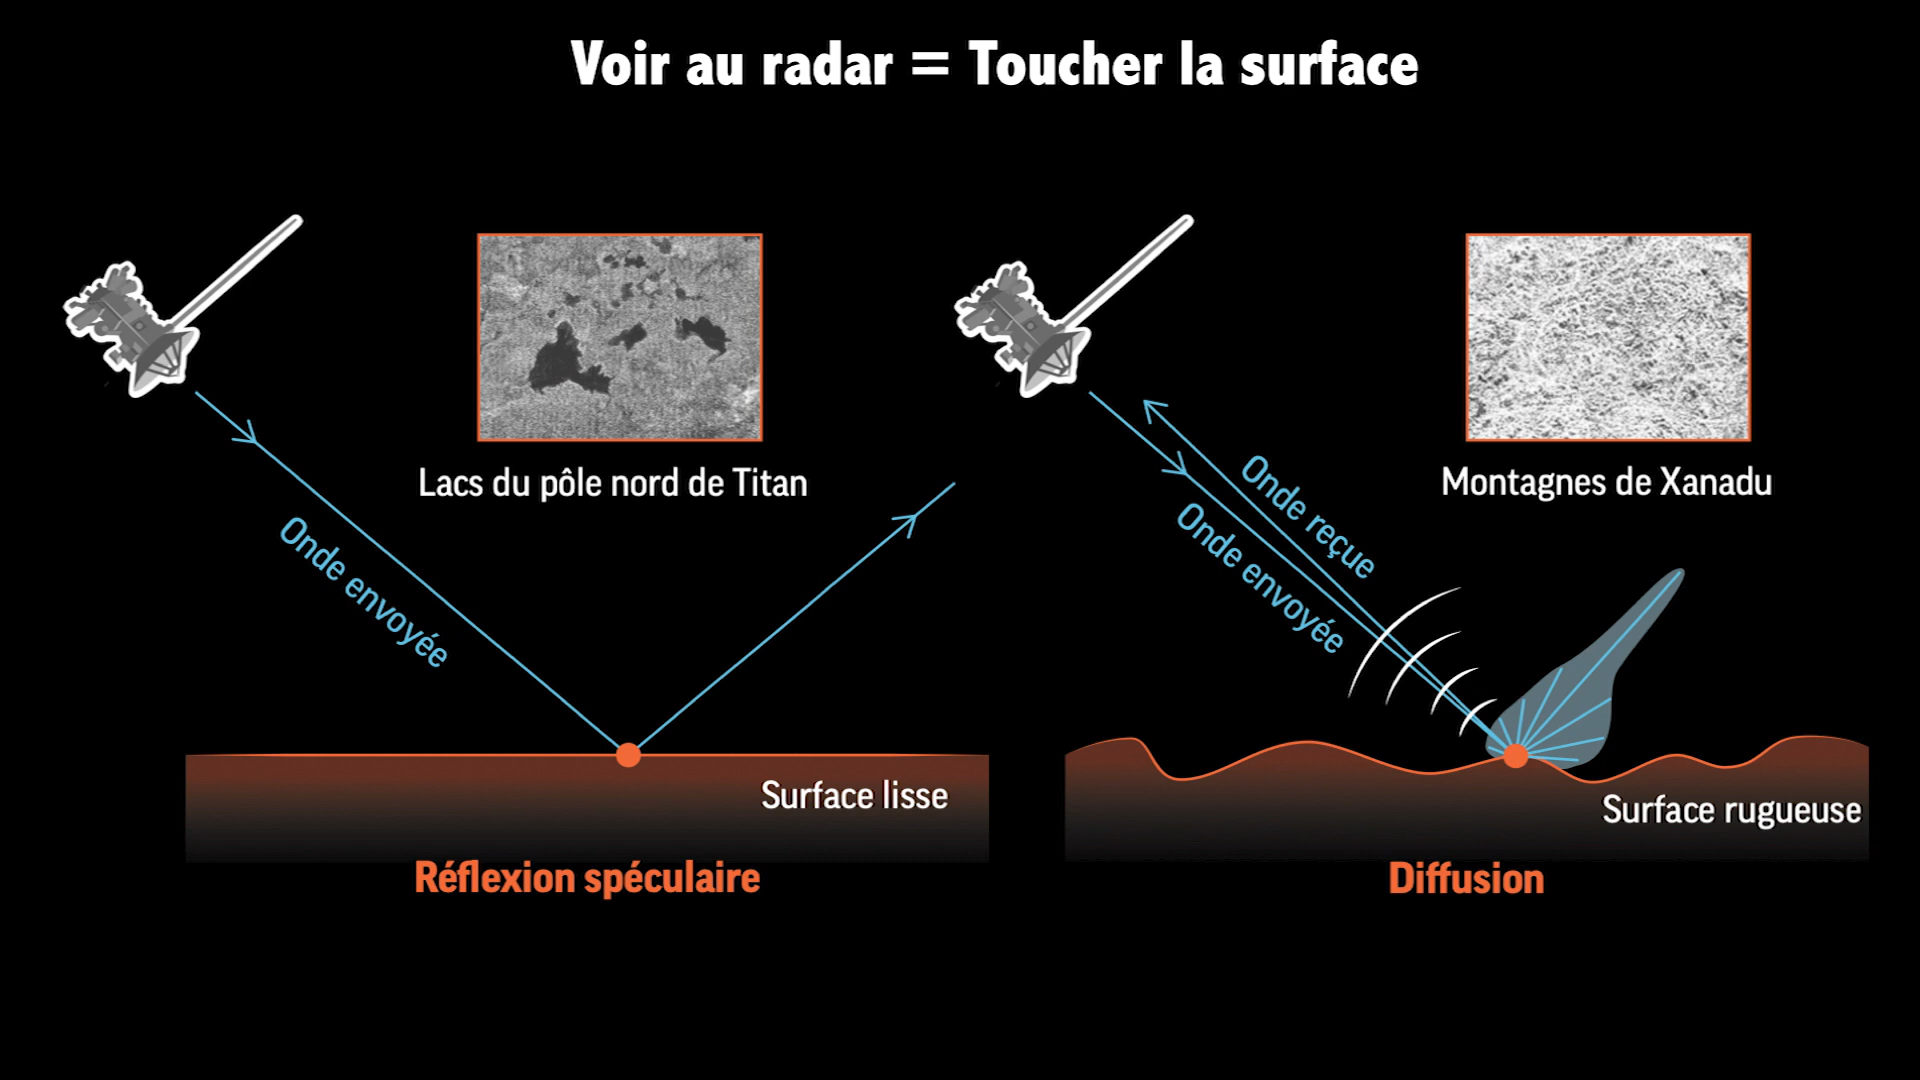 Voir au radar = Toucher la surface
Lacs du pôle nord de Titan
Onde envoyée
Surface lisse
Réflexion spéculaire
Montagnes de Xanadu
Onde reçue
Onde envoyée
Surface rugueuse
Diffusion